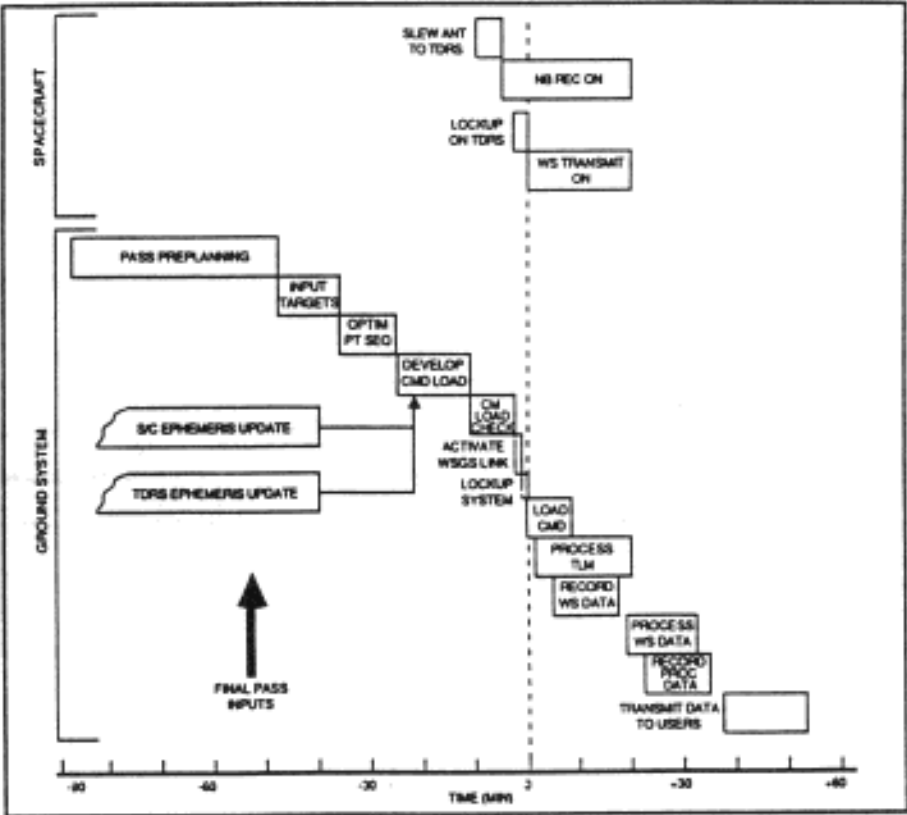 SPACECRAFT
SLEW ANT
TO TDRS
NB REC ON
LOCKUP
ON TDRS
WS TRANSMIT
ON
GROUND SYSTEM
PASS PREPLANNING
INPUT
TARGETS
OPTIM
PT SEQ
DEVELOP
CMD LOAD
CM
LOAD
CHECK
S/C EPHEMERIS UPDATE
ACTIVATE
WSGS LINK
TDRS EPHEMERIS UPDATE
LOCKUP
SYSTEM
LOAD
CMD
PROCESS
TLM
RECORD
WS DATA
PROCESS
WS DATA
RECORD
PROC
DATA
FINAL PASS
INPUTS
TRANSMIT DATA
TO USERS
-90 -60 -30 0 +30 +60
TIME (MIN)